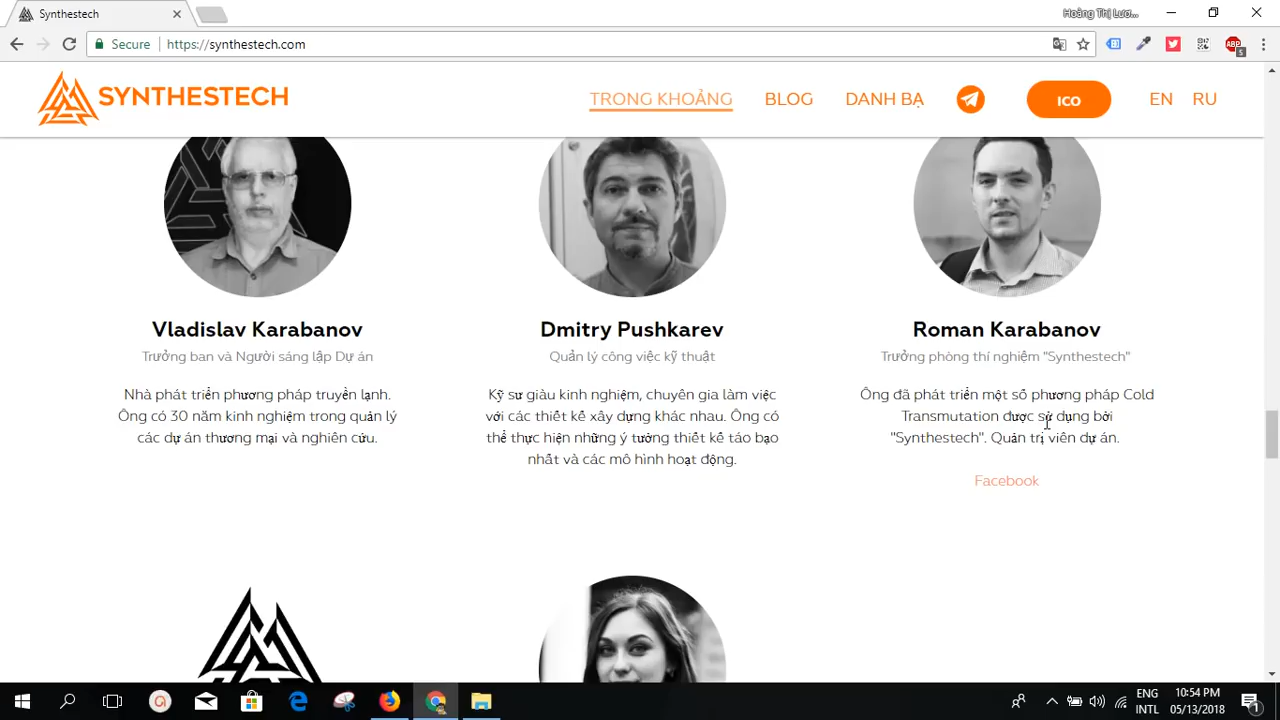 Synthestech
Hoàng Thị Lươ...
Secure
https://synthestech.com
ABP
5
SYNTHESTECH
TRONG KHOẢNG
BLOG
DANH BẠ
ICO
EN
RU
Vladislav Karabanov
Trưởng ban và Người sáng lập Dự án
Nhà phát triển phương pháp truyền lạnh.
Ông có 30 năm kinh nghiệm trong quản lý
các dự án thương mại và nghiên cứu.
Dmitry Pushkarev
Quản lý công việc kỹ thuật
Kỹ sư giàu kinh nghiệm, chuyên gia làm việc
với các thiết kế xây dựng khác nhau. Ông có
thể thực hiện những ý tưởng thiết kế táo bạo
nhất và các mô hình hoạt động.
Roman Karabanov
Trưởng phòng thí nghiệm "Synthestech"
Ông đã phát triển một số phương pháp Cold
Transmutation được sử dụng bởi
"Synthestech". Quản trị viên dự án.
Facebook
ENG
INTL
10:54 PM
05/13/2018
1